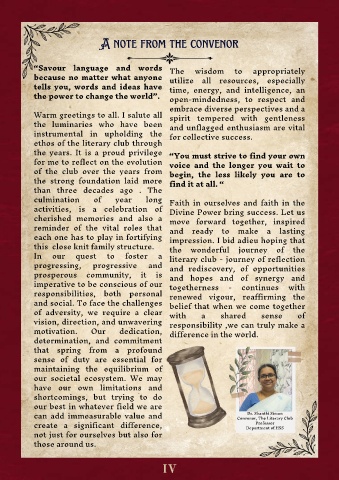 A NOTE FROM THE CONVENOR
“Savour language and words
because no matter what anyone
tells you, words and ideas have
the power to change the world”.
Warm greetings to all. I salute all
the luminaries who have been
instrumental in upholding the
ethos of the literary club through
the years. It is a proud privilege
for me to reflect on the evolution
of the club over the years from
the strong foundation laid more
than three decades ago . The
culmination of year long
activities, is a celebration of
cherished memories and also a
reminder of the vital roles that
each one has to play in fortifying
this close knit family structure.
In our quest to foster a
progressing, progressive and
prosperous community, it is
imperative to be conscious of our
responsibilities, both personal
and social. To face the challenges
of adversity, we require a clear
vision, direction, and unwavering
motivation. Our dedication,
determination, and commitment
that spring from a profound
sense of duty are essential for
maintaining the equilibrium of
our societal ecosystem. We may
have our own limitations and
shortcomings, but trying to do
our best in whatever field we are
can add immeasurable value and
create a significant difference,
not just for ourselves but also for
those around us.
The wisdom to appropriately
utilize all resources, especially
time, energy, and intelligence, an
open-mindedness, to respect and
embrace diverse perspectives and a
spirit tempered with gentleness
and unflagged enthusiasm are vital
for collective success.
“You must strive to find your own
voice and the longer you wait to
begin, the less likely you are to
find it at all. “
Faith in ourselves and faith in the
Divine Power bring success. Let us
move forward together, inspired
and ready to make a lasting
impression. I bid adieu hoping that
the wonderful journey of the
literary club - journey of reflection
and rediscovery, of opportunities
and hopes and of synergy and
togetherness - continues with
renewed vigour, reaffirming the
belief that when we come together
with a shared sense of
responsibility ,we can truly make a
difference in the world.
Dr. Shanthi
Convenor, The Literary Club
Professor
Department of HSS
IV